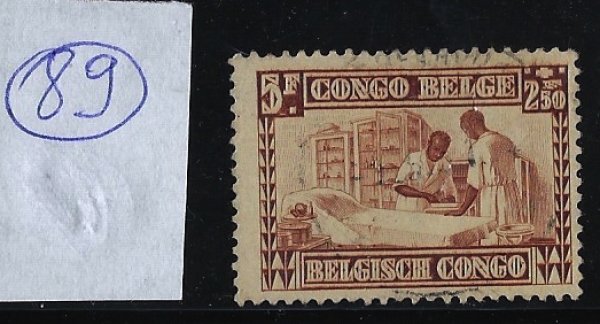 89
5F. CONGO BELGE + 2F50
BELGISCH CONGO